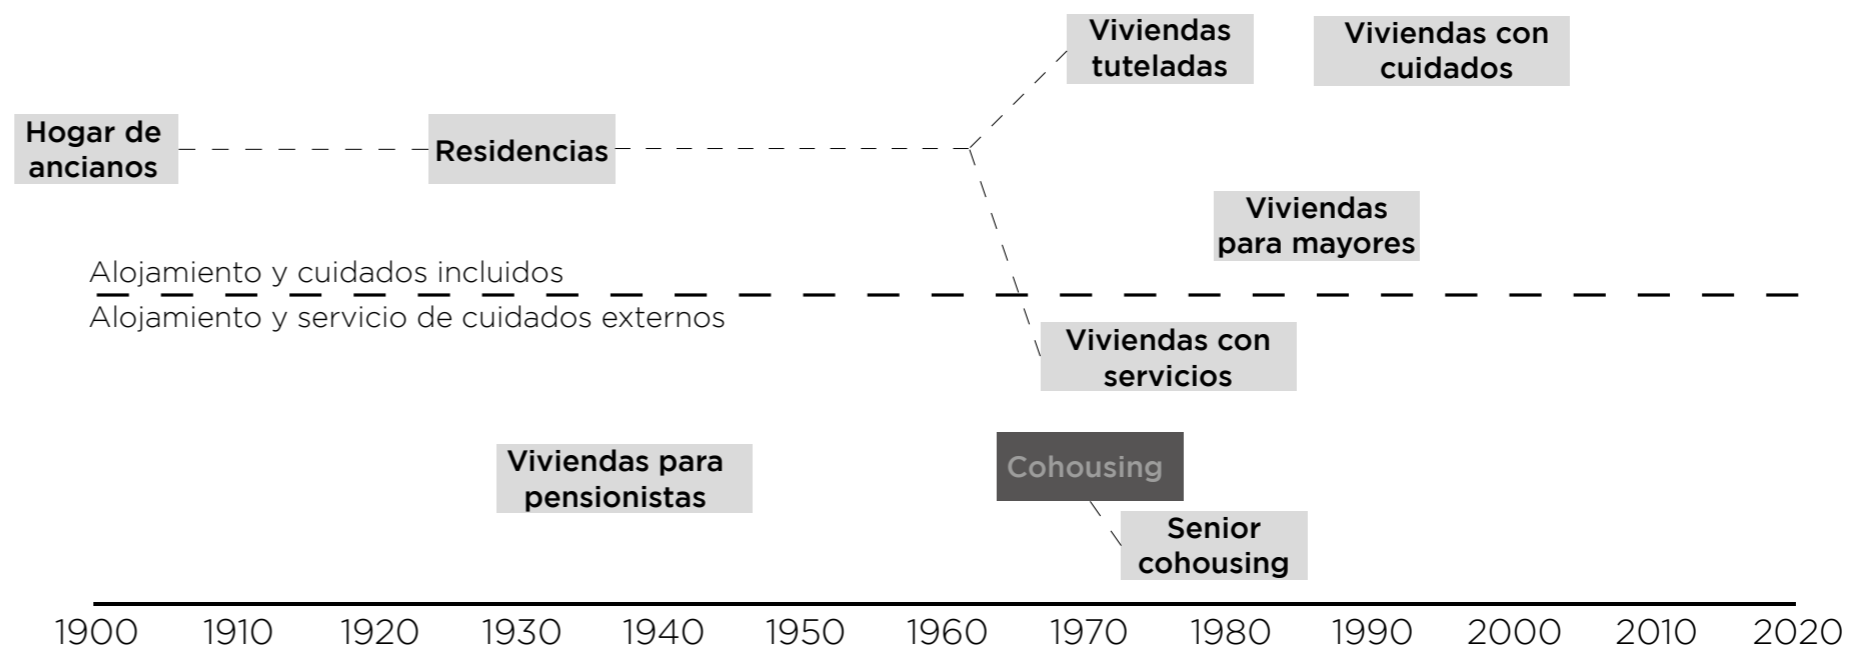 Viviendas
tuteladas
Viviendas con
cuidados
Hogar de
ancianos
Residencias
Viviendas
para mayores
Alojamiento y cuidados incluidos
Alojamiento y servicio de cuidados externos
Viviendas con
servicios
Viviendas para
pensionistas
Cohousing
Senior
cohousing
1900 1910 1920 1930 1940 1950 1960 1970 1980 1990 2000 2010 2020